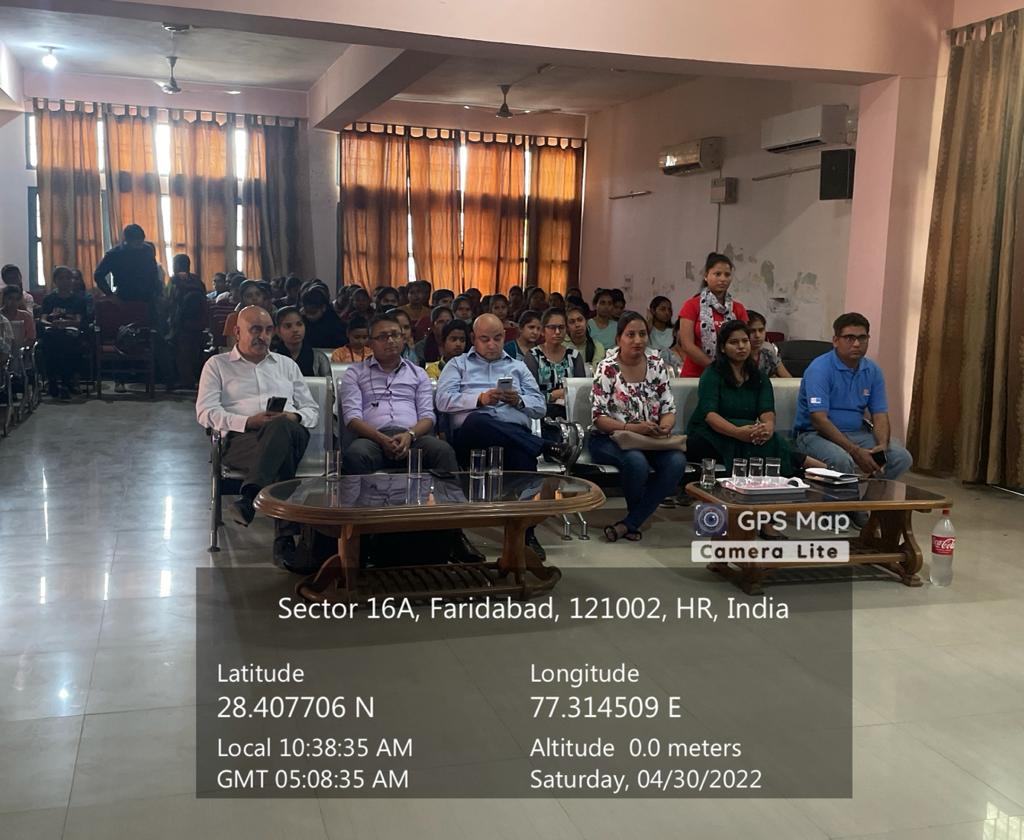 GPS Map
Camera Lite
Sector 16A, Faridabad, 121002, HR, India
Latitude
28.407706 N
Longitude
77.314509 E
Local 10:38:35 AM
GMT 05:08:35 AM
Altitude 0.0 meters
Saturday, 04/30/2022